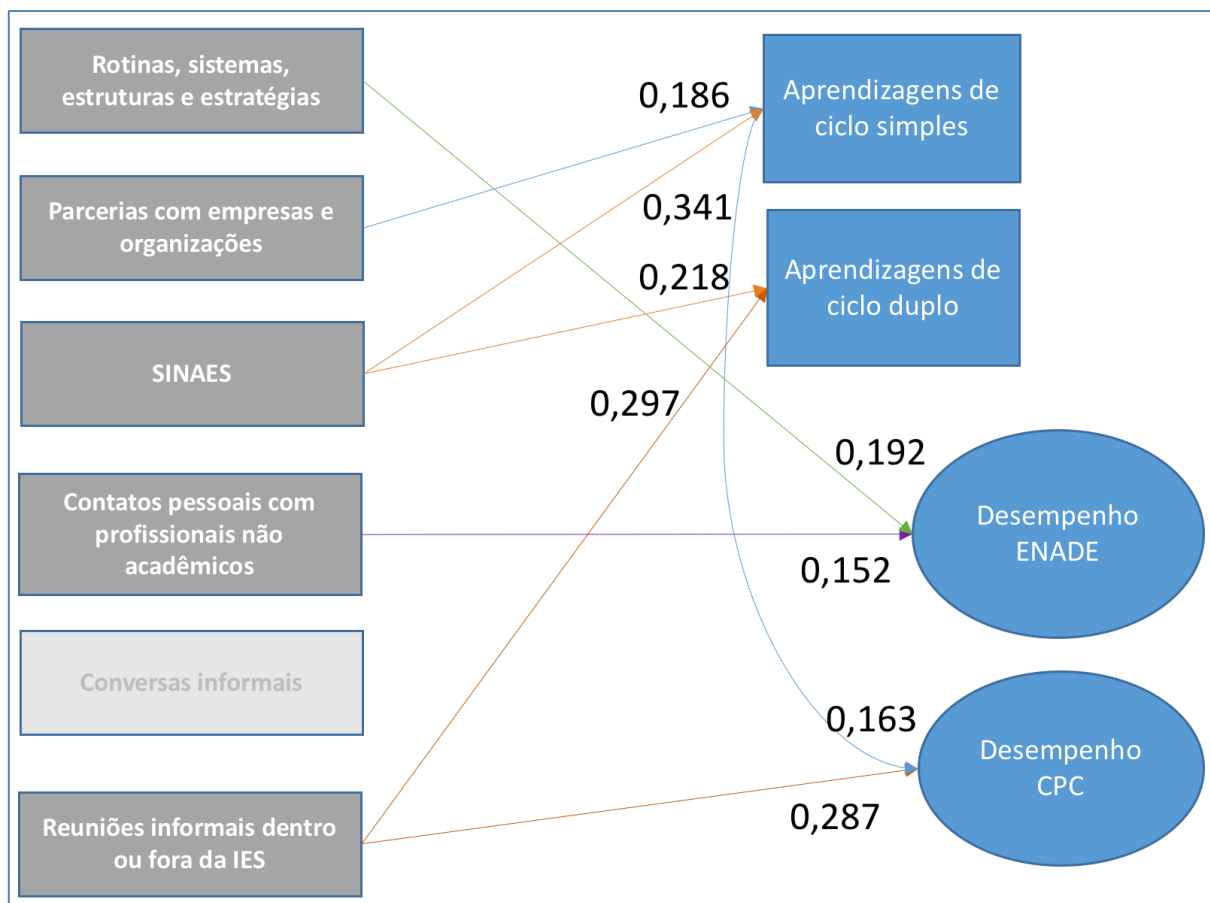 Rotinas, sistemas,
estruturas e estratégias
Parcerias com empresas e
organizações
SINAES
Contatos pessoais com
profissionais não
acadêmicos
Conversas informais
Reuniões informais dentro
ou fora da IES
0,186
0,341
0,218
0,297
0,192
0,152
0,163
0,287
Aprendizagens de
ciclo simples
Aprendizagens de
ciclo duplo
Desempenho
ENADE
Desempenho
CPC